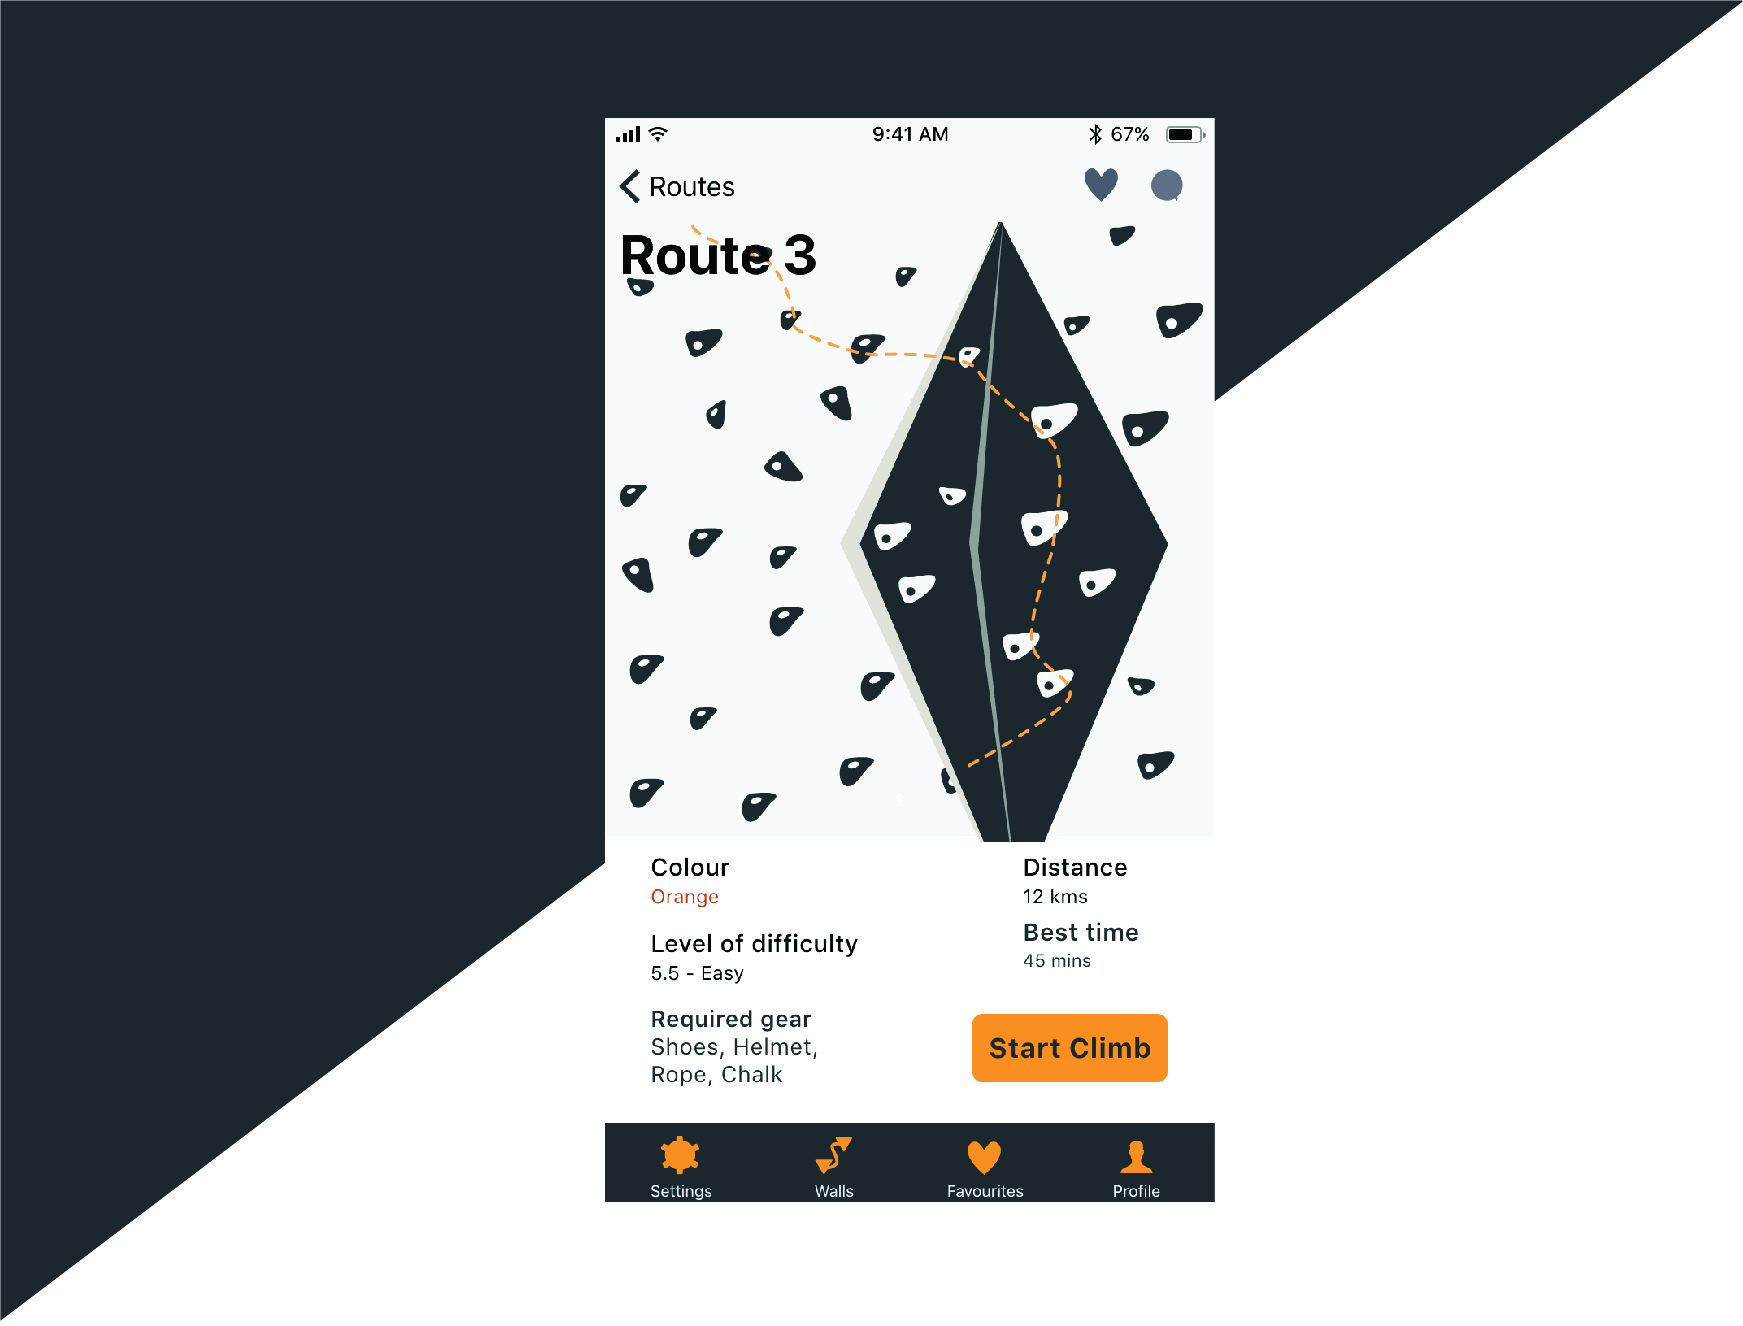 9:41 AM
67%
Routes
Route 3
Colour
Orange
Distance
12 kms
Best time
45 mins
Level of difficulty
5.5 - Easy
Required gear
Shoes, Helmet,
Rope, Chalk
Start Climb
Settings
Walls
Favourites
Profile